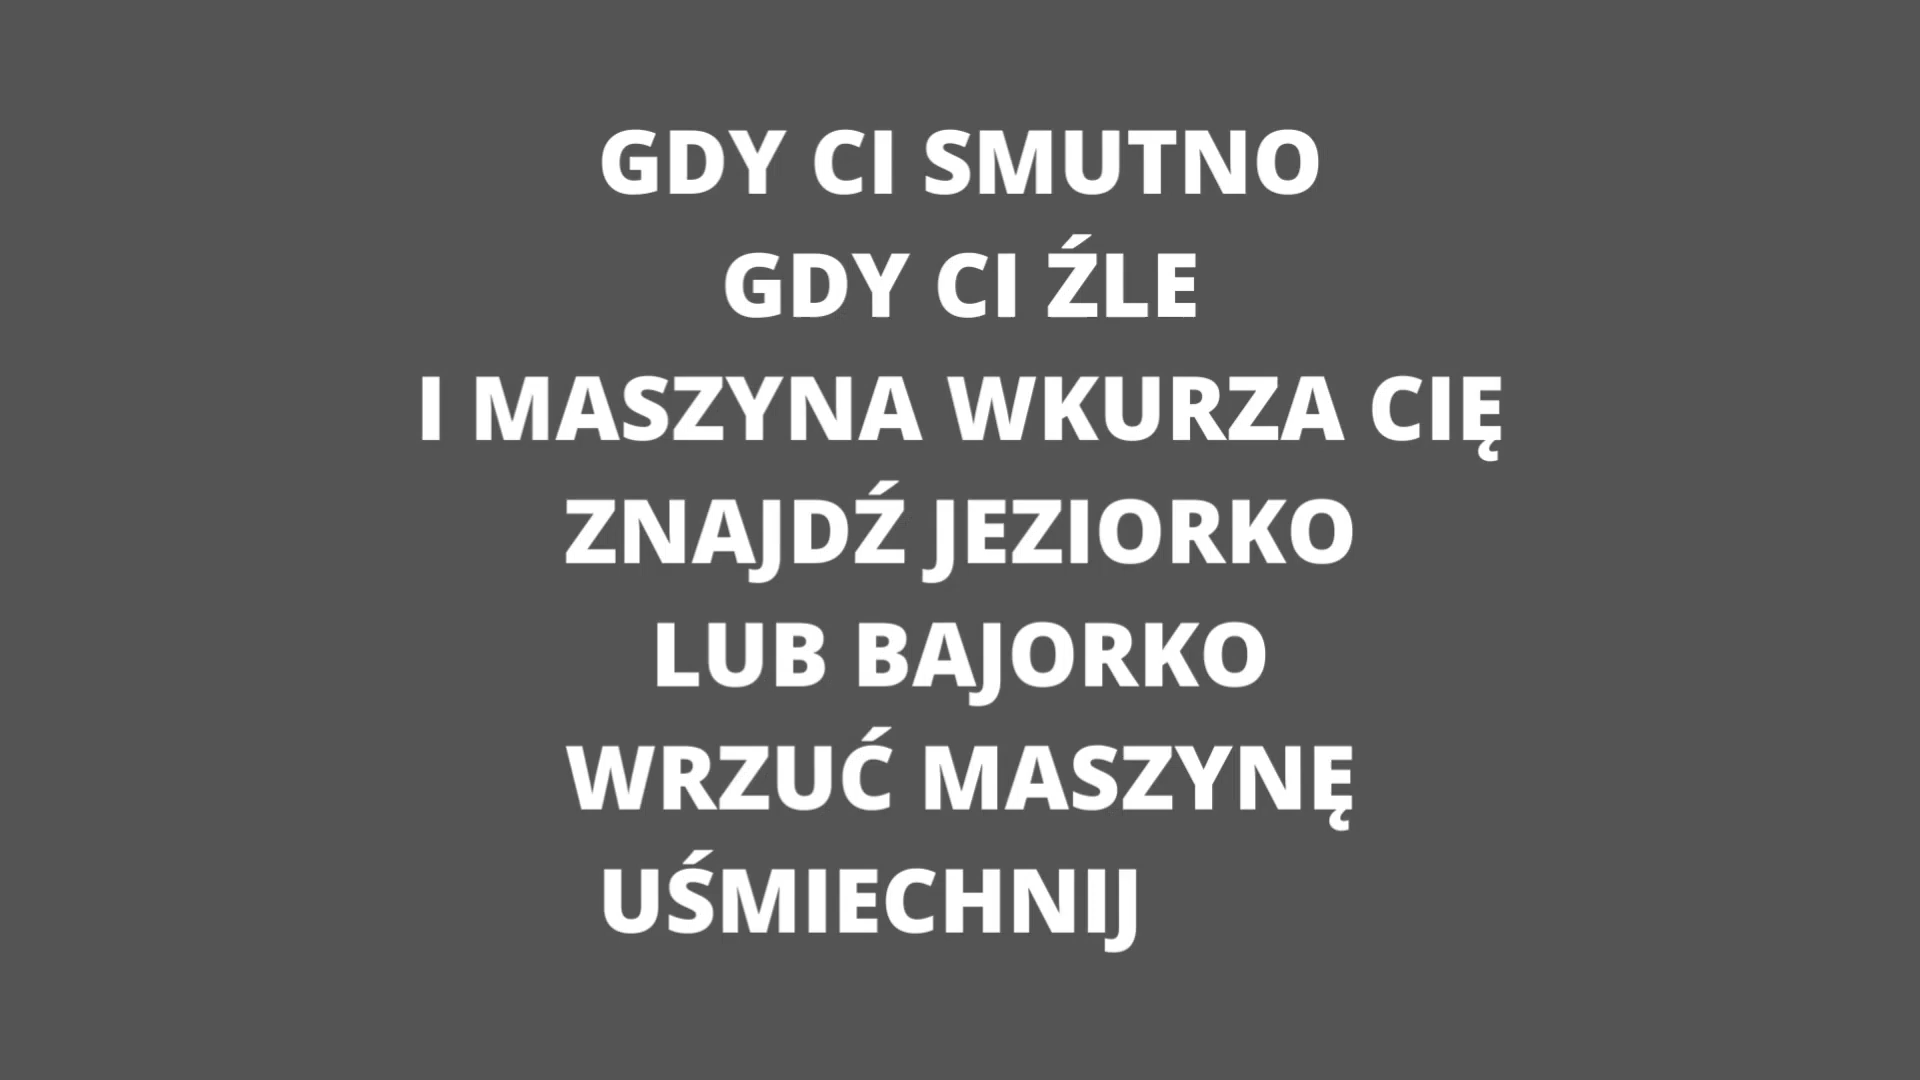 GDY CI SMUTNO
GDY CI ŹLE
I MASZYNA WKURZA CIĘ
ZNAJDŹ JEZIORKO
LUB BAJORKO
WRZUĆ MASZYNĘ
UŚMIECHNIJ